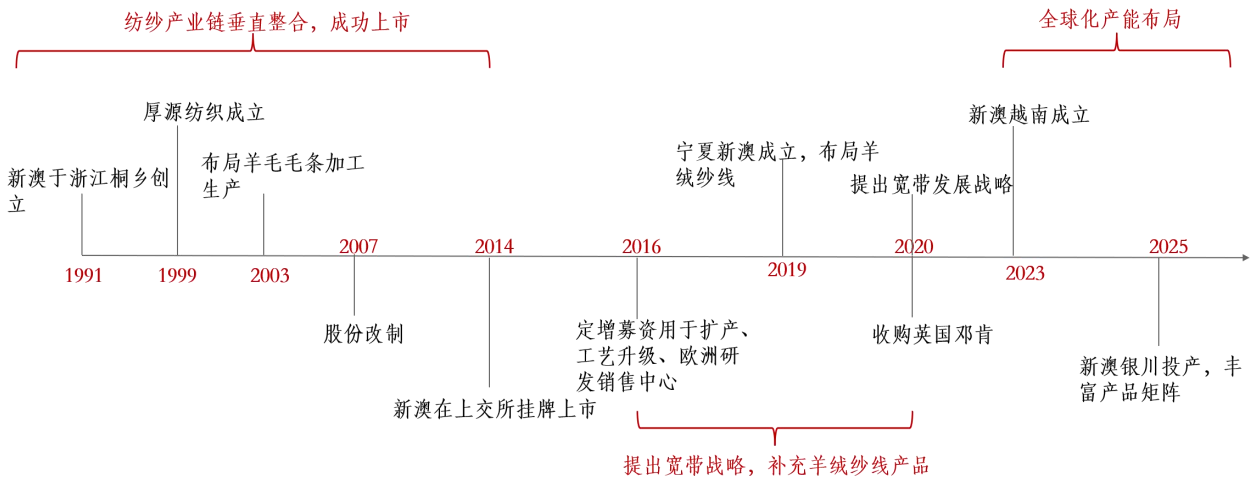 纺纱产业链垂直整合，成功上市
全球化产能布局
厚源纺织成立
新澳越南成立
新澳于浙江桐乡创
立
布局羊毛毛条加工
生产
宁夏新澳成立，布局羊
绒纱线
提出宽带发展战略
1991
1999
2003
2007
2014
2016
2019
2020
2023
2025
股份改制
新澳在上交所挂牌上市
定增募资用于扩产、
工艺升级、欧洲研
发销售中心
收购英国邓肯
新澳银川投产，丰
富产品矩阵
提出宽带战略，补充羊绒纱线产品